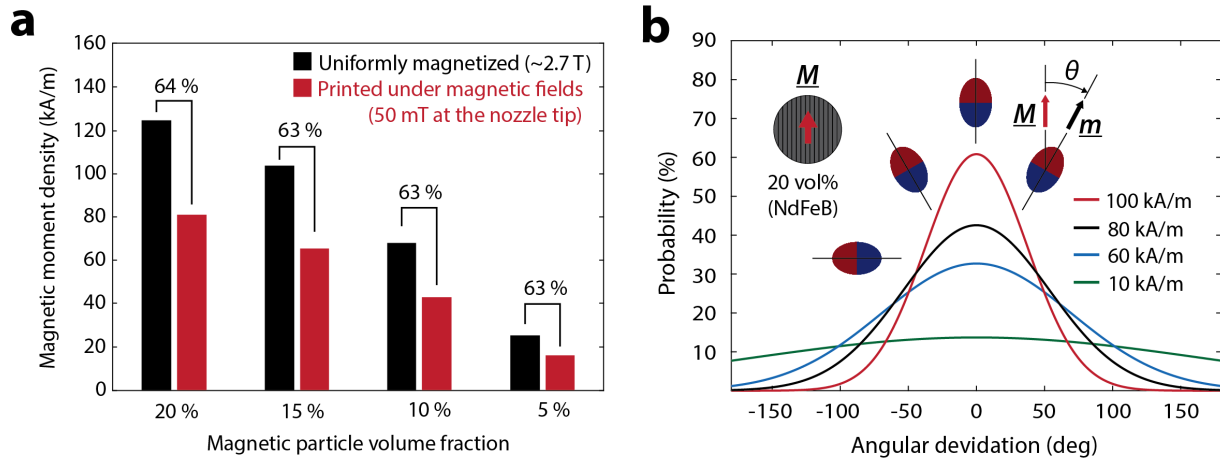 a
Magnetic moment density (kA/m)
160
140
120
100
80
60
40
20
0
Uniformly magnetized (~2.7 T)
Printed under magnetic fields
(50 mT at the nozzle tip)
64 %
63 %
63 %
63 %
20 %
15 %
10 %
5 %
Magnetic particle volume fraction
b
Probability (%)
90
80
70
60
50
40
30
20
10
M
20 vol%
(NdFeB)
θ
M
m
100 kA/m
80 kA/m
60 kA/m
10 kA/m
-150
-100
-50
0
50
100
150
Angular devidation (deg)